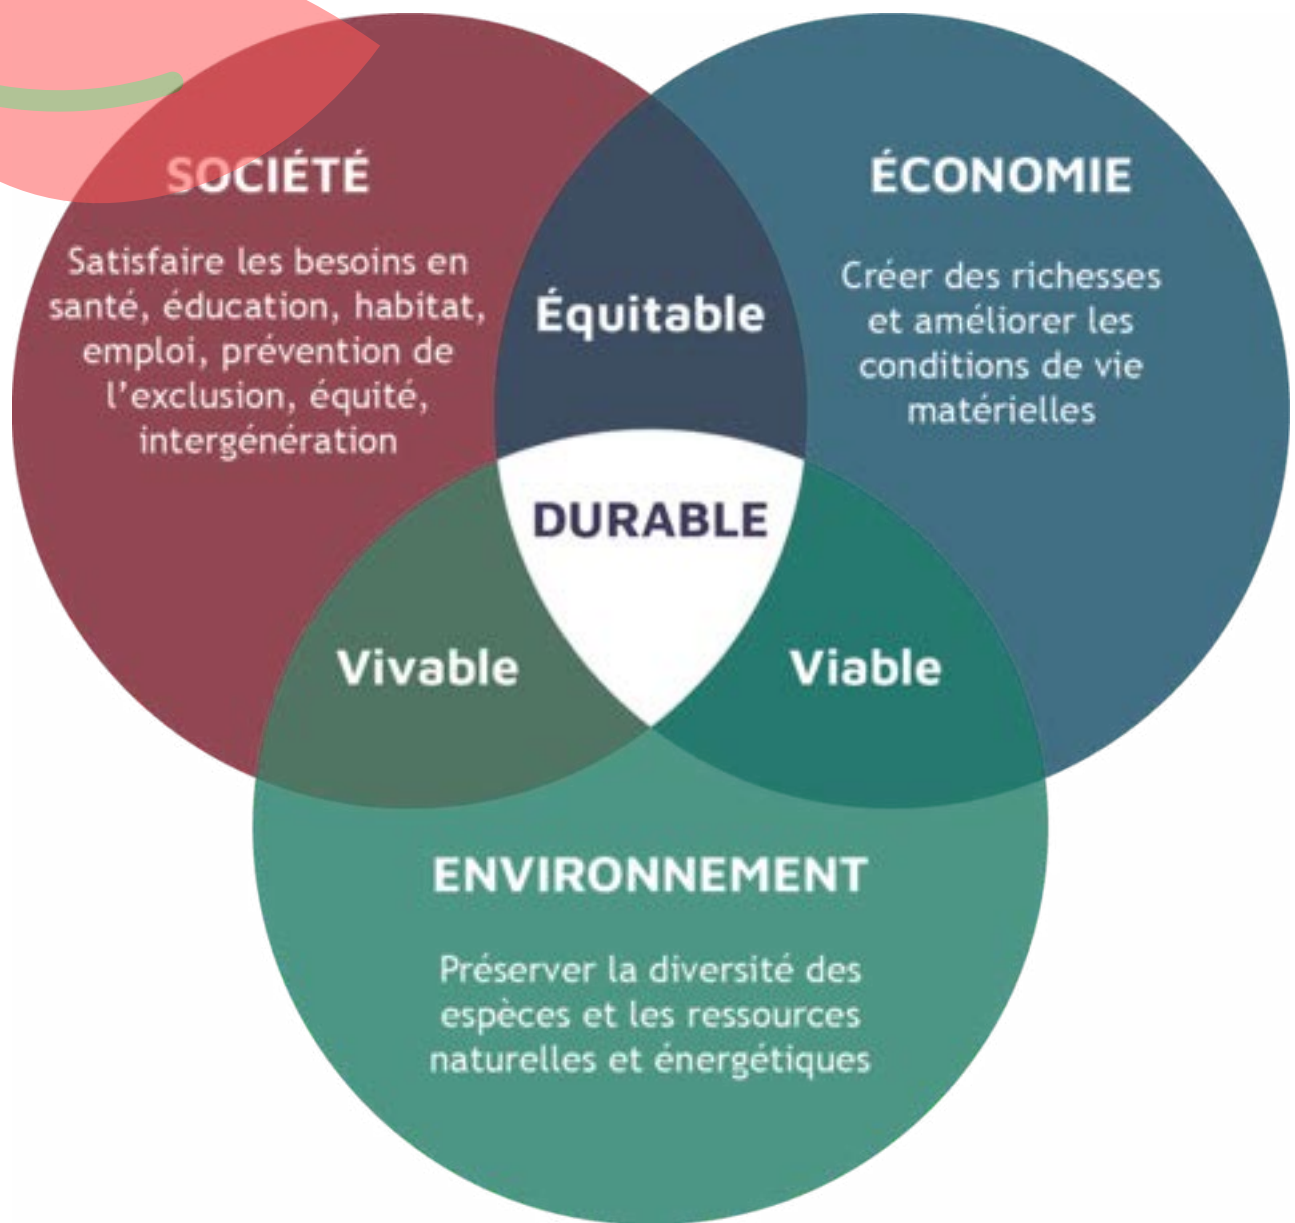 SOCIÉTÉ
Satisfaire les besoins en
santé, éducation, habitat,
emploi, prévention de
l'exclusion, équité,
intergénération
Équitable
ÉCONOMIE
Créer des richesses
et améliorer les
conditions de vie
matérielles
DURABLE
Vivable
Viable
ENVIRONNEMENT
Préserver la diversité des
espèces et les ressources
naturelles et énergétiques